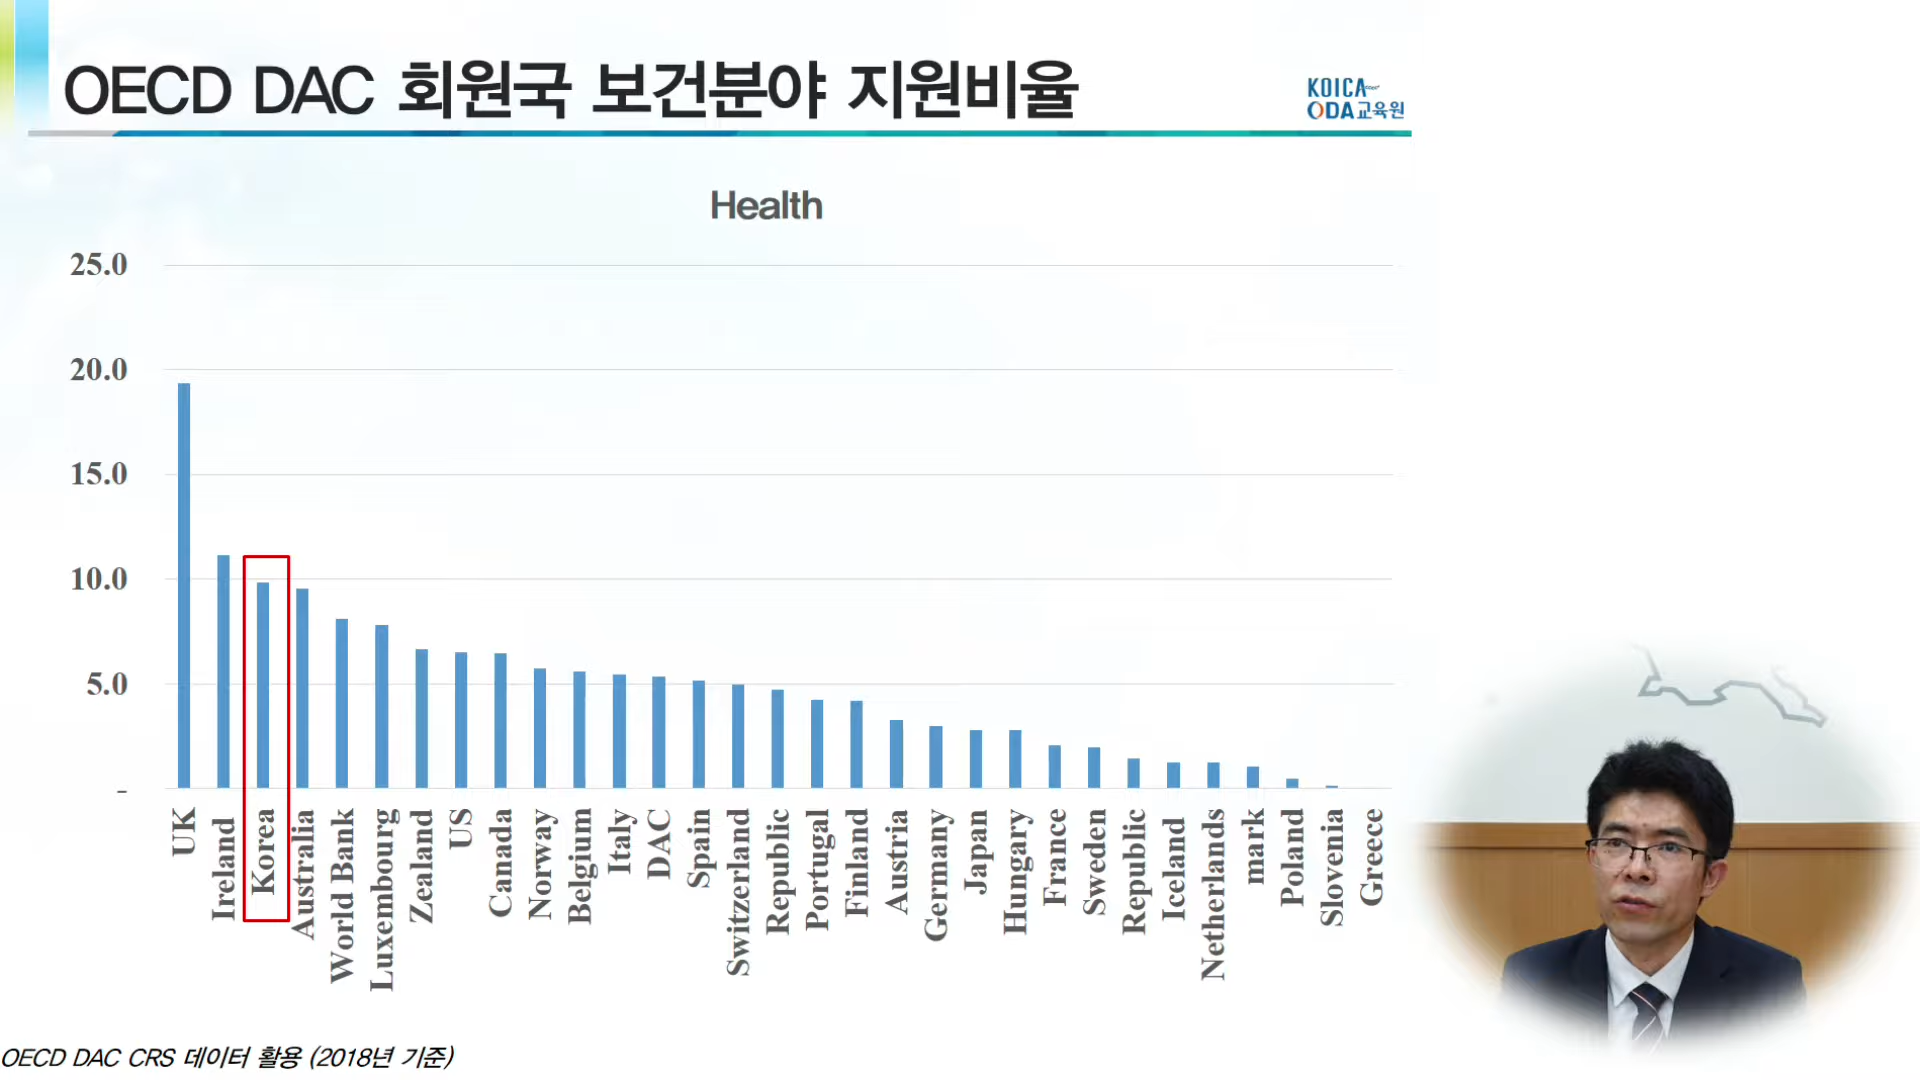 OECD DAC 회원국 보건분야 지원비율
KOICA
ODA교육원
Health
25.0
20.0
15.0
10.0
5.0
-
UK
Ireland
Korea
Australia
World Bank
Luxembourg
Zealand
US
Canada
Norway
Belgium
Italy
DAC
Spain
Switzerland
Republic
Portugal
Finland
Austria
Germany
Japan
Hungary
France
Sweden
Republic
Iceland
Netherlands
mark
Poland
Slovenia
Greece
OECD DAC CRS 데이터 활용 (2018년 기준)